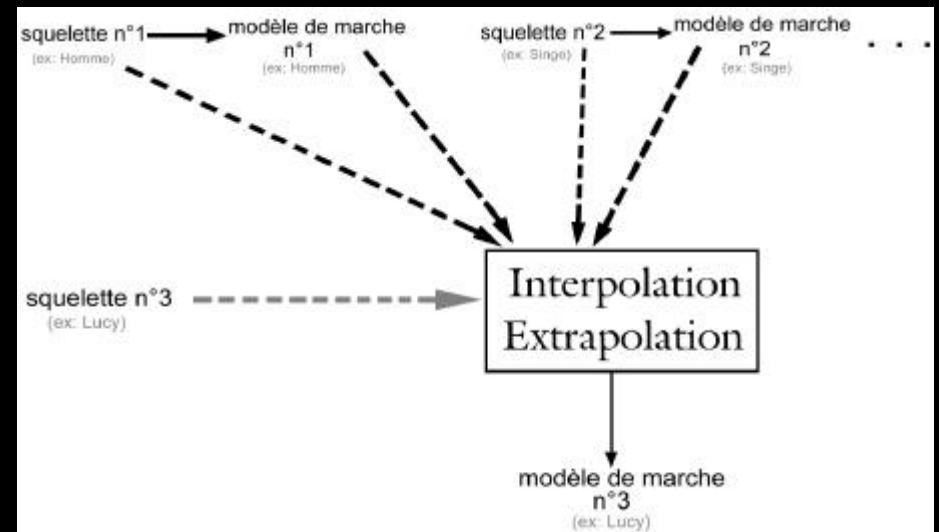 squelette n°1
(ex: Homme)
modèle de marche
n°1
(ex: Homme)
squelette n°2
(ex: Singe)
modèle de marche
n°2
(ex: Singe)
. . .
squelette n°3
(ex: Lucy)
Interpolation
Extrapolation
modèle de marche
n°3
(ex: Lucy)